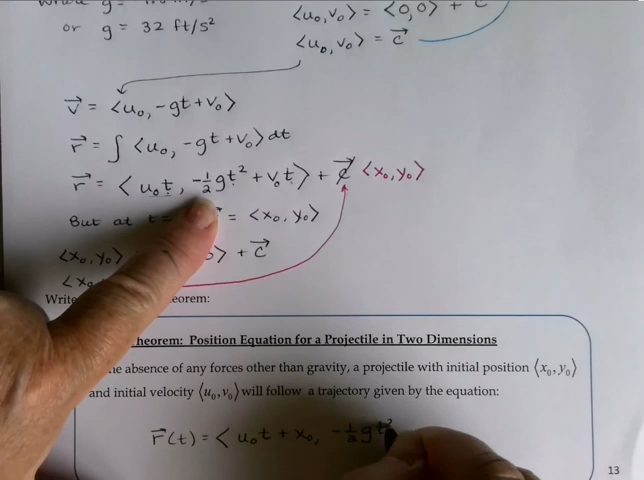 g =
⟨u₀, v₀⟩ = ⟨0, 0⟩ +
or g = 32 ft/s²
⟨u₀, v₀⟩ = c⃗
v⃗ = ⟨u₀, -gt + v₀⟩
r⃗ = ∫ ⟨u₀, -gt + v₀⟩ dt
r⃗ = ⟨u₀t, -½gt² + v₀t⟩ + c⃗ ⟨x₀, y₀⟩
But at t = = ⟨x₀, y₀⟩
⟨x₀, y₀⟩ ⟩ + c⃗
⟨x₀
Write eorem:
heorem: Position Equation for a Projectile in Two Dimensions
he absence of any forces other than gravity, a projectile with initial position ⟨x₀, y₀⟩
and initial velocity ⟨u₀, v₀⟩ will follow a trajectory given by the equation:
r⃗(t) = ⟨ u₀t + x₀, -½gt²
13